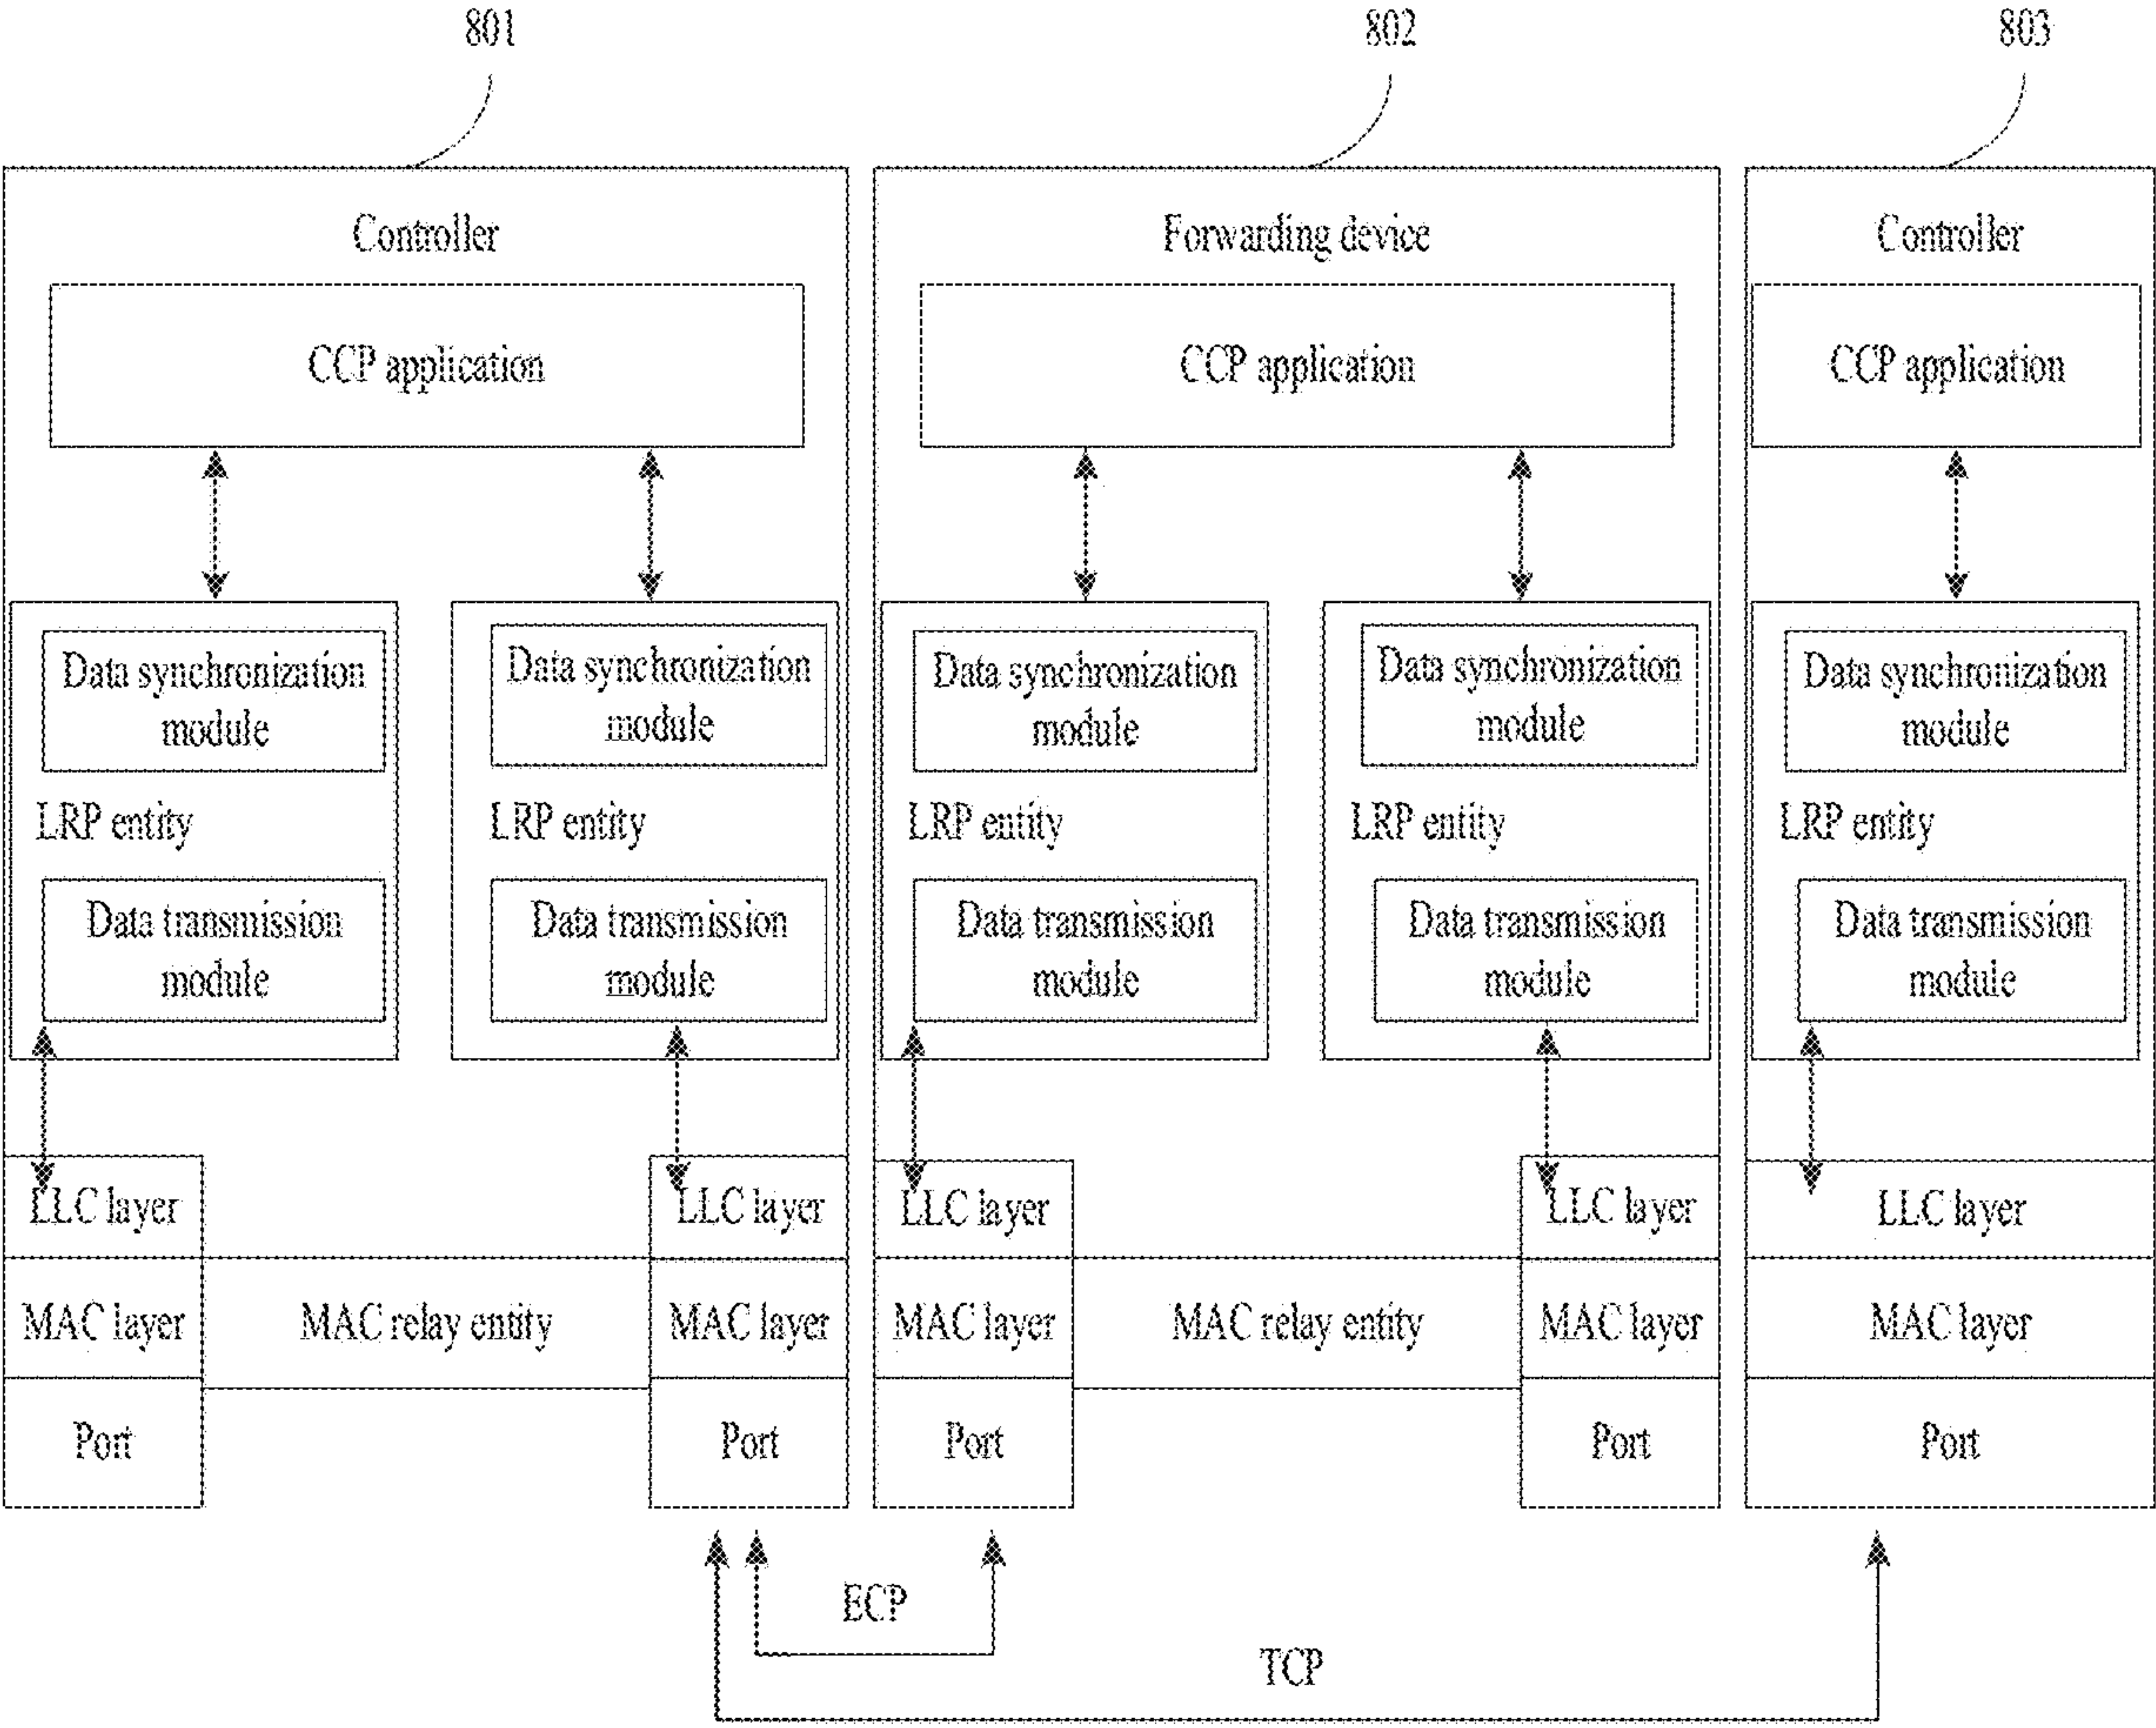 801
802
803
Controller
Forwarding device
Controller
CCP application
CCP application
CCP application
Data synchronization
module
Data synchronization
module
Data synchronization
module
Data synchronization
module
Data synchronization
module
LRP entity
LRP entity
LRP entity
LRP entity
LRP entity
Data transmission
module
Data transmission
module
Data transmission
module
Data transmission
module
Data transmission
module
LLC layer
LLC layer
LLC layer
LLC layer
LLC layer
MAC layer
MAC relay entity
MAC layer
MAC layer
MAC relay entity
MAC layer
MAC layer
Port
Port
Port
Port
Port
ECP
TCP